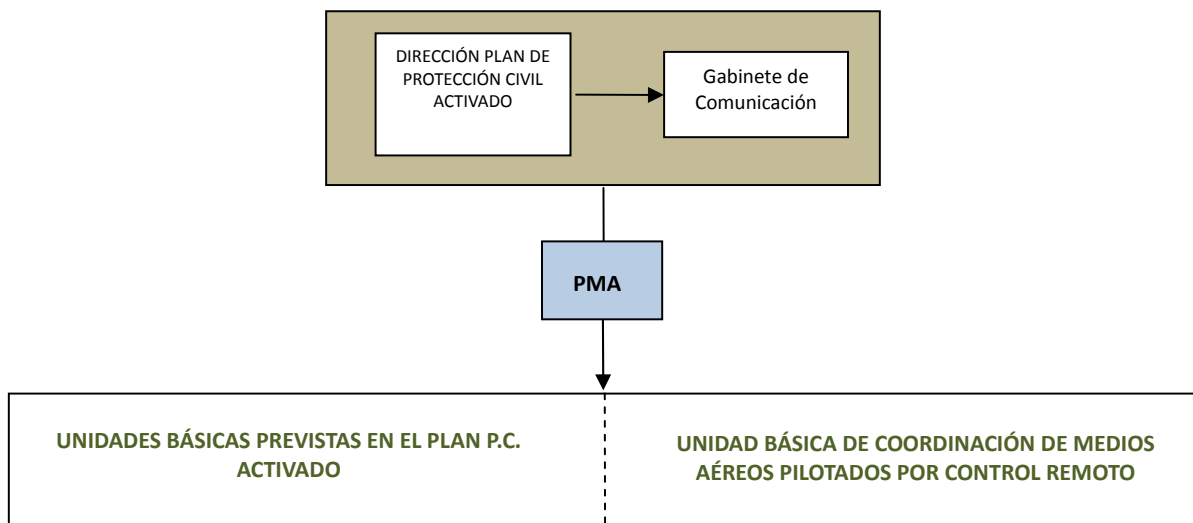 DIRECCIÓN PLAN DE
PROTECCIÓN CIVIL
ACTIVADO
Gabinete de
Comunicación
PMA
UNIDADES BÁSICAS PREVISTAS EN EL PLAN P.C.
ACTIVADO
UNIDAD BÁSICA DE COORDINACIÓN DE MEDIOS
AÉREOS PILOTADOS POR CONTROL REMOTO